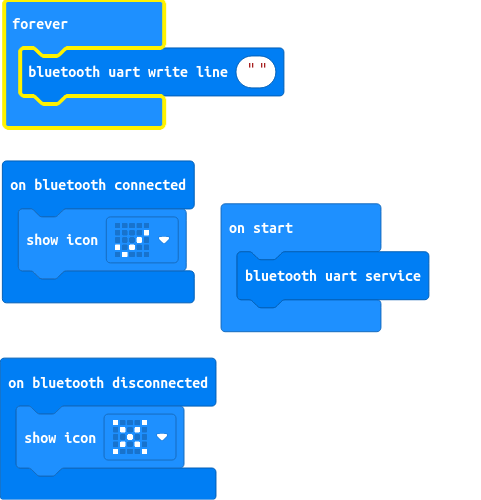 forever
bluetooth uart write line " "
on bluetooth connected
show icon
on start
bluetooth uart service
on bluetooth disconnected
show icon